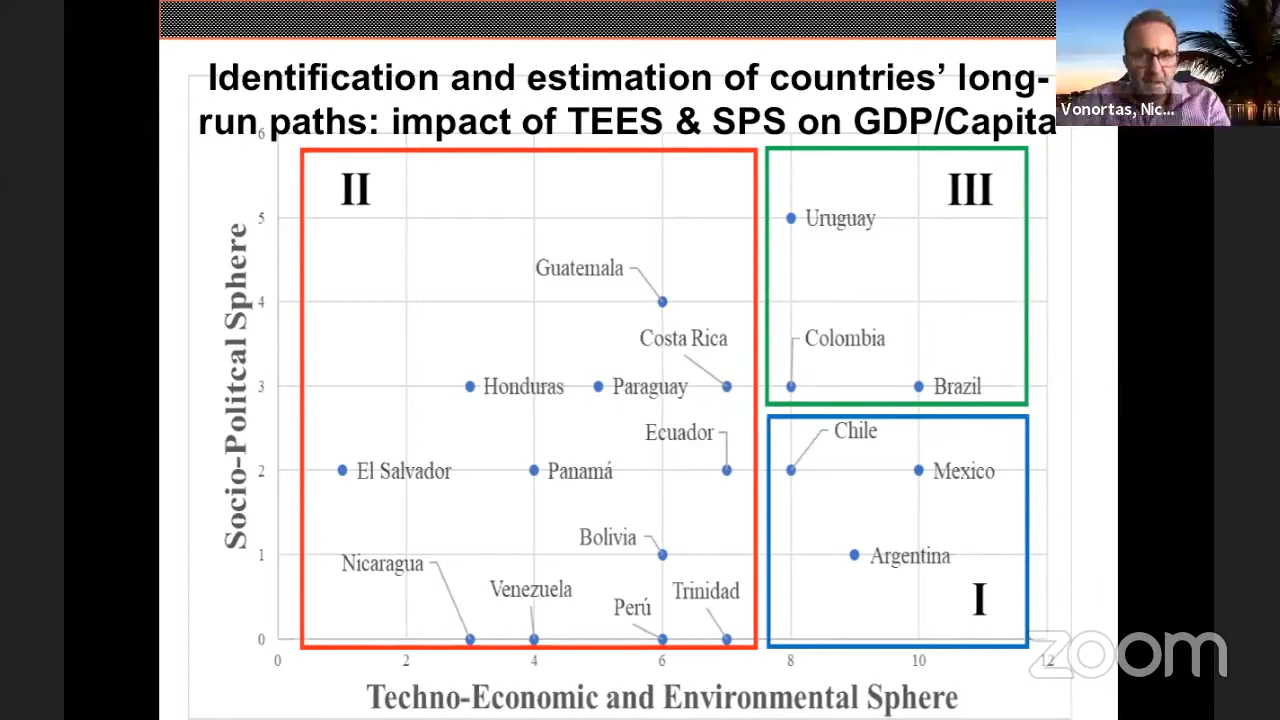 Identification and estimation of countries’ long-
run paths: impact of TEES & SPS on GDP/Capita
Vonortas, Nic...
6
II
III
5
Uruguay
Guatemala
4
Costa Rica
Colombia
3
Honduras
Paraguay
Brazil
Ecuador
Chile
2
El Salvador
Panamá
Mexico
Bolivia
1
Argentina
Nicaragua
Venezuela
Trinidad
Perú
I
0
0 2 4 6 8 10 12
Socio-Politcal Sphere
Techno-Economic and Environmental Sphere
zoom